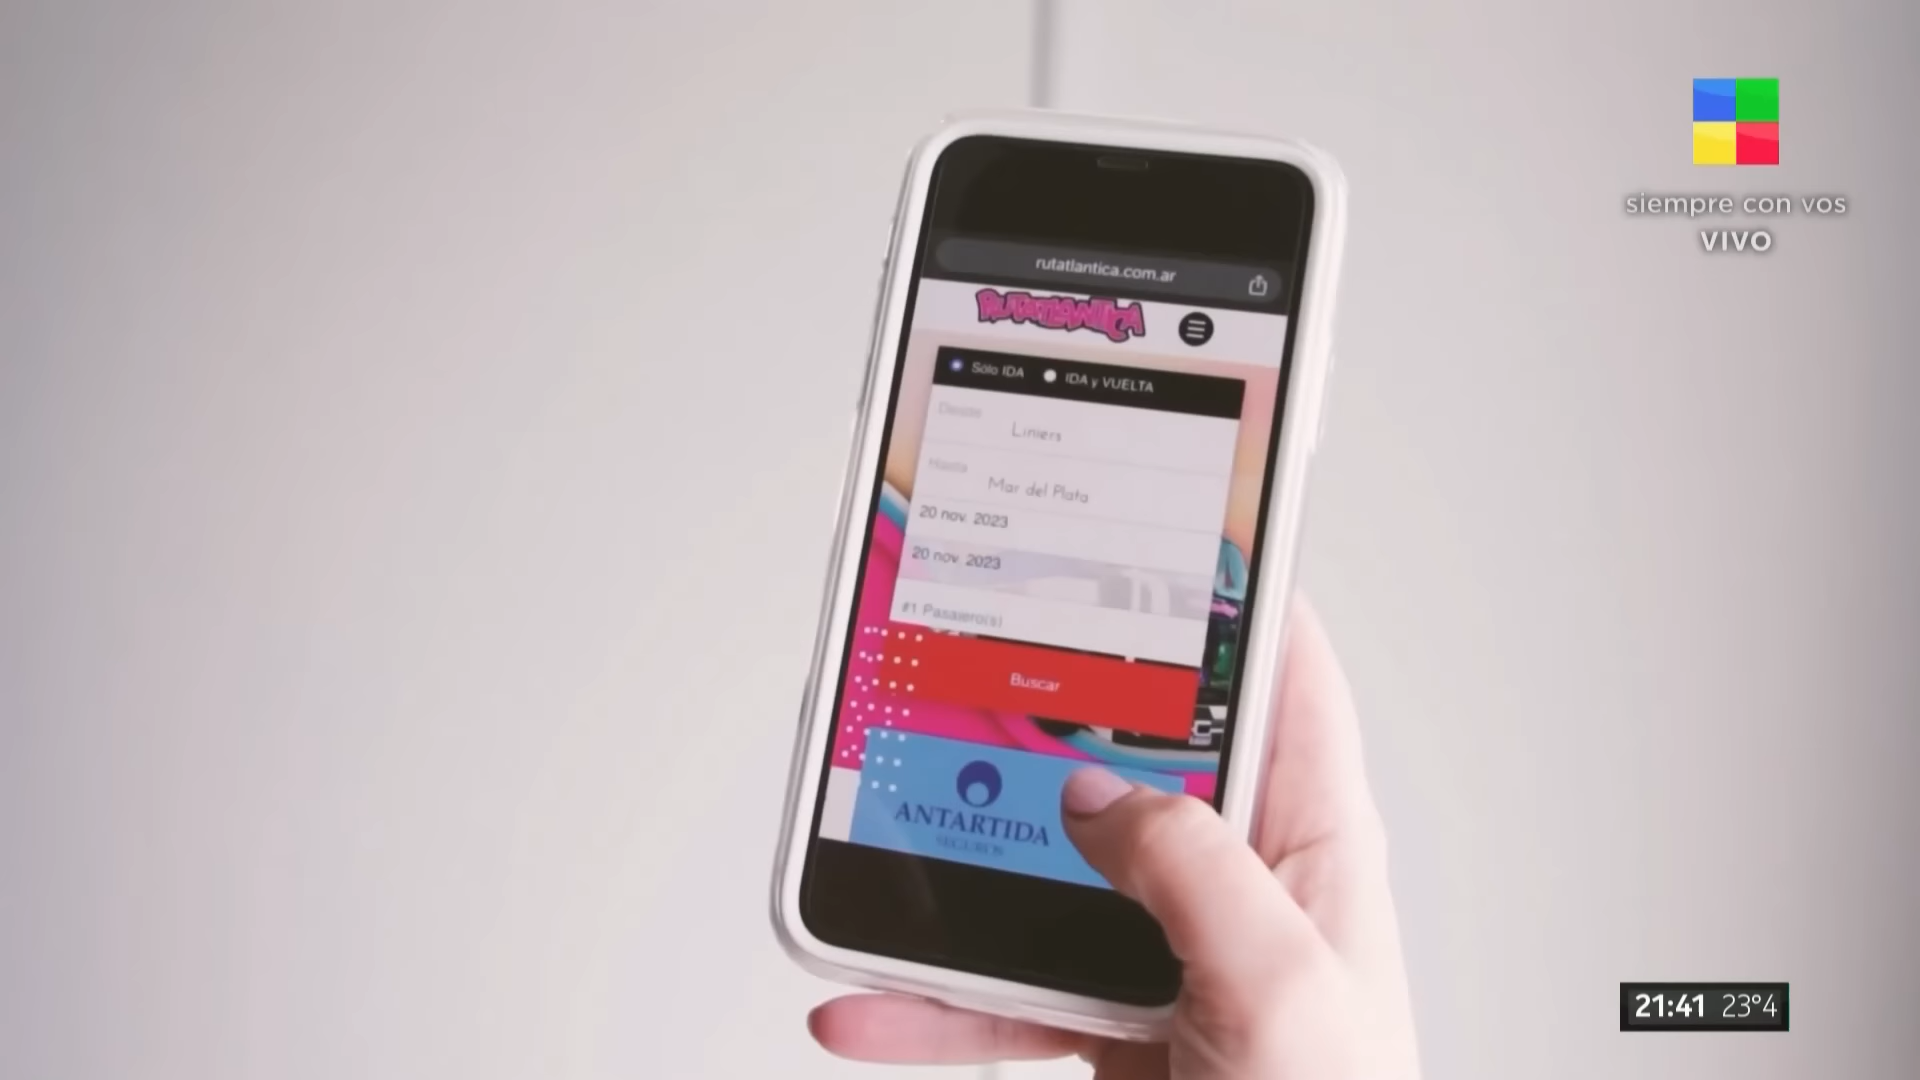 siempre con vos
VIVO
rutatlantica.com.ar
RUTATLANTICA
Sólo IDA IDA y VUELTA
Desde
Liniers
Hasta
Mar del Plata
20 nov. 2023
20 nov. 2023
#1 Pasajero(s)
Buscar
ANTARTIDA
SEGUROS
21:41 23°4